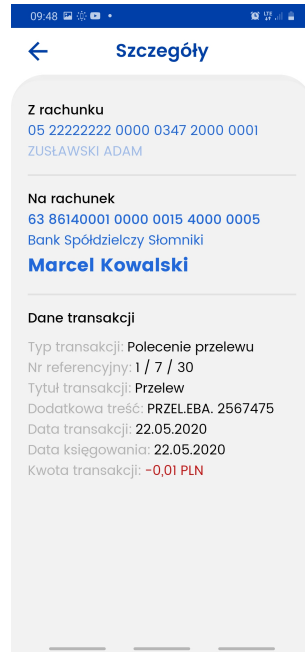 09:48
Szczegóły
Z rachunku
05 22222222 0000 0347 2000 0001
ZUSŁAWSKI ADAM
Na rachunek
63 86140001 0000 0015 4000 0005
Bank Spółdzielczy Słomniki
Marcel Kowalski
Dane transakcji
Typ transakcji: Polecenie przelewu
Nr referencyjny: 1 / 7 / 30
Tytuł transakcji: Przelew
Dodatkowa treść: PRZEL.EBA. 2567475
Data transakcji: 22.05.2020
Data księgowania: 22.05.2020
Kwota transakcji: -0,01 PLN